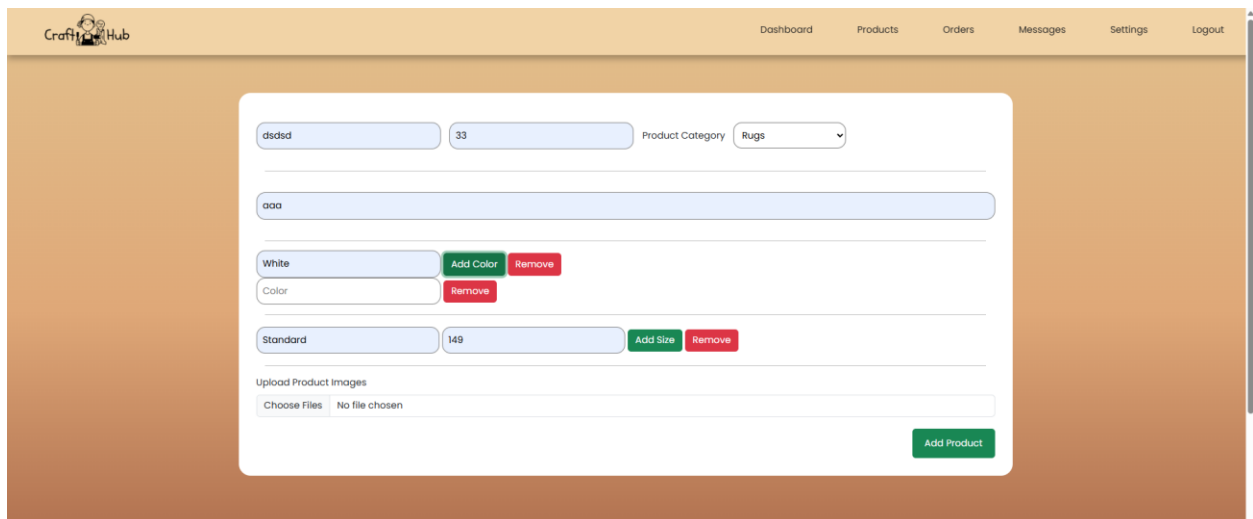 Craft Hub Dashboard Products Orders Messages Settings Logout
dsdsd 33 Product Category Rugs
aaa
White Add Color Remove
Color Remove
Standard 149 Add Size Remove
Upload Product Images
Choose Files No file chosen
Add Product